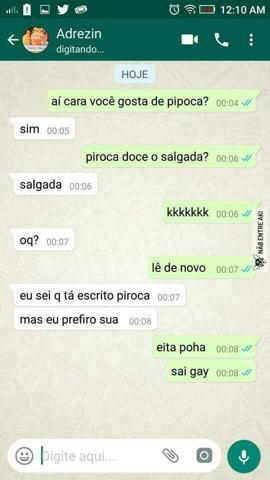 12:10 AM
Adrezin
digitando...
HOJE
aí cara você gosta de pipoca? 00:04
sim 00:05
piroca doce o salgada? 00:06
salgada 00:06
kkkkkkk 00:06
oq? 00:07
lê de novo 00:07
eu sei q tá escrito piroca 00:07
mas eu prefiro sua 00:08
eita poha 00:08
sai gay 00:08
Digite aqui...
NÃO ENTRE AKI